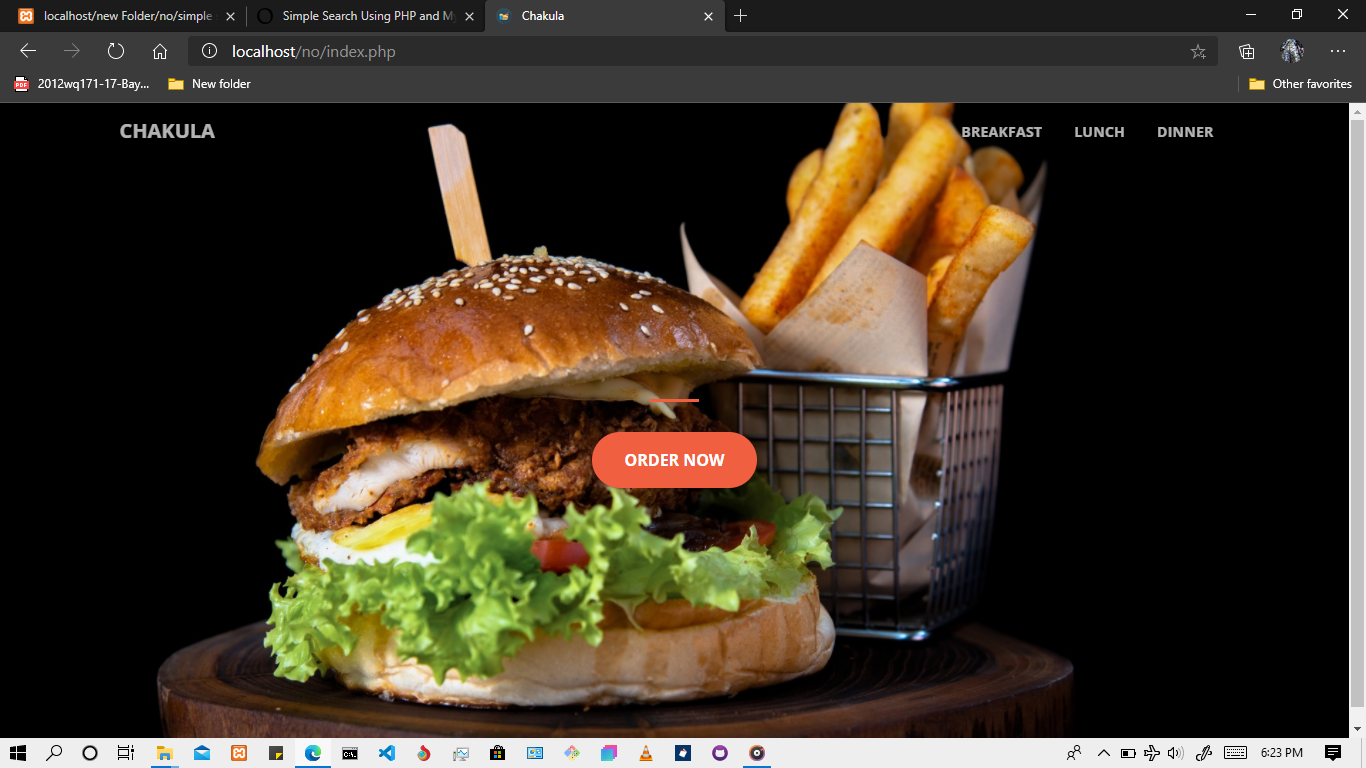 localhost/new Folder/no/simple
Simple Search Using PHP and My
Chakula
localhost/no/index.php
2012wq171-17-Bay...
New folder
Other favorites
CHAKULA
BREAKFAST
LUNCH
DINNER
ORDER NOW
6:23 PM